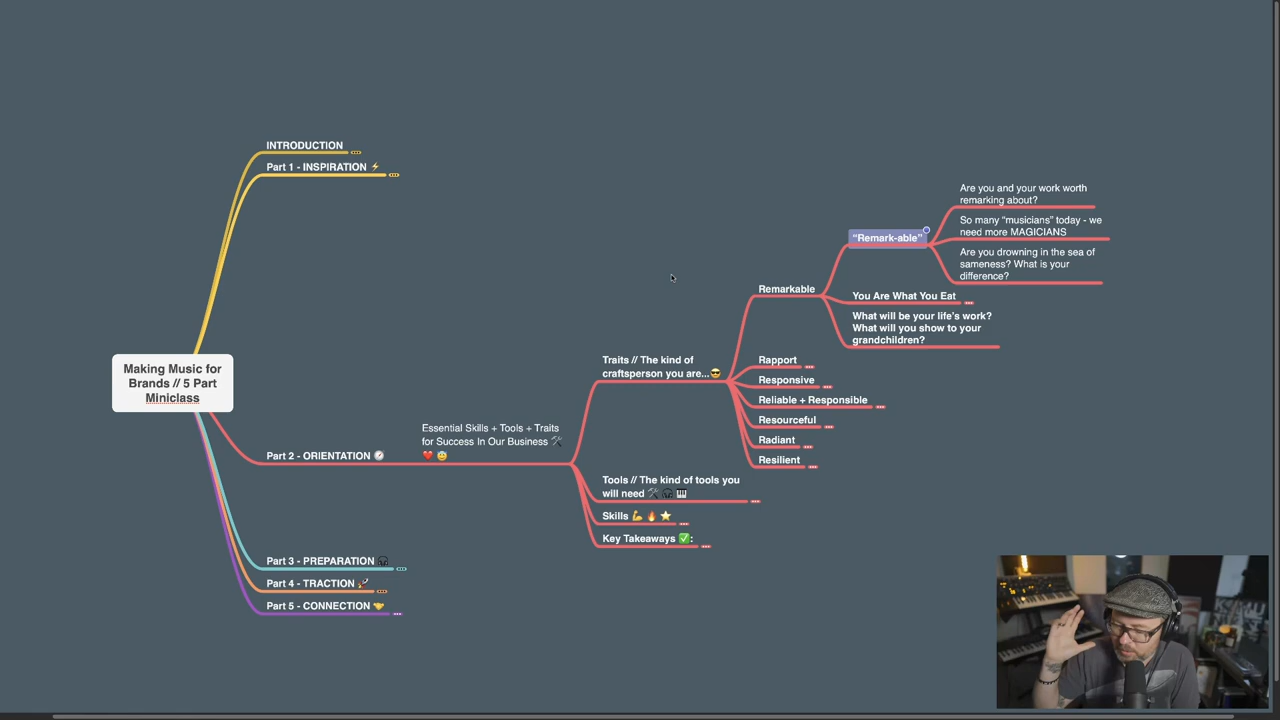 INTRODUCTION
Part 1 - INSPIRATION ⚡
Making Music for
Brands // 5 Part
Miniclass
Part 2 - ORIENTATION 🧭
Essential Skills + Tools + Traits
for Success In Our Business 🛠
❤️ 😇
Traits // The kind of
craftsperson you are...😎
Remarkable
“Remark-able”
Are you and your work worth
remarking about?
So many “musicians” today - we
need more MAGICIANS
Are you drowning in the sea of
sameness? What is your
difference?
You Are What You Eat
What will be your life's work?
What will you show to your
grandchildren?
Rapport
Responsive
Reliable + Responsible
Resourceful
Radiant
Resilient
Tools // The kind of tools you
will need 🛠 🎧 🎹
Skills 💪 🔥 ⭐
Key Takeaways ✅:
Part 3 - PREPARATION 🎧
Part 4 - TRACTION 🚀
Part 5 - CONNECTION 🤝